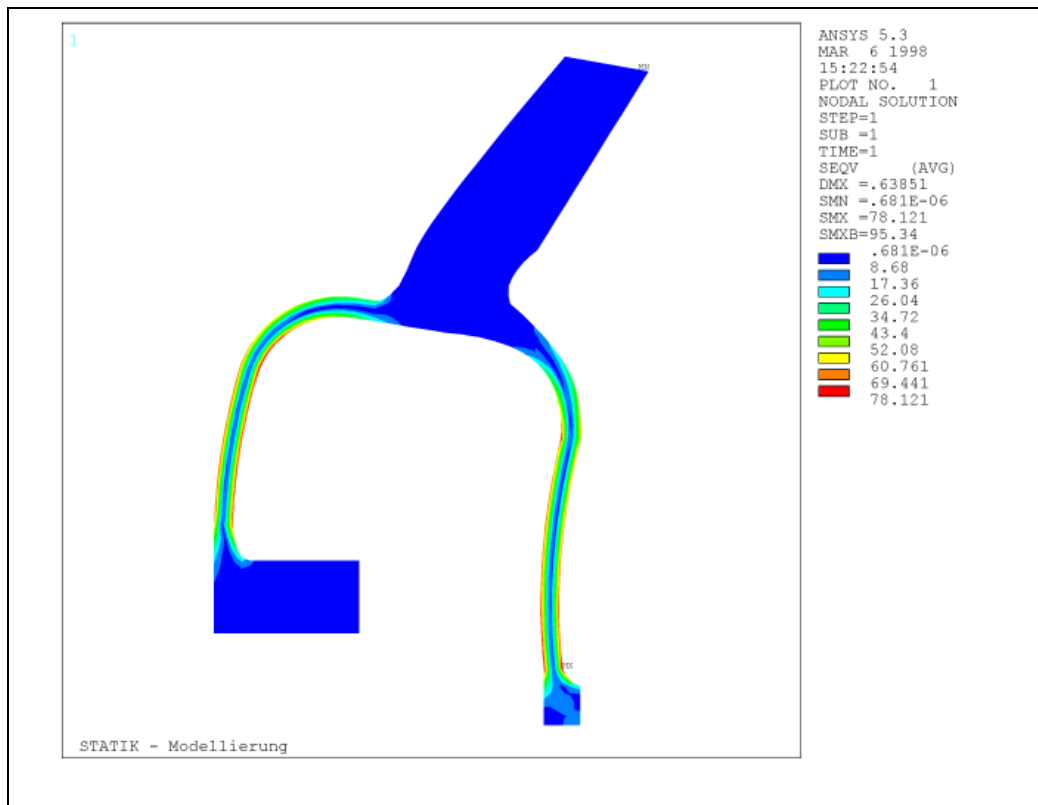 1
ANSYS 5.3
MAR 6 1998
15:22:54
PLOT NO. 1
NODAL SOLUTION
STEP=1
SUB =1
TIME=1
SEQV (AVG)
DMX =.63851
SMN =.681E-06
SMX =78.121
SMXB=95.34
.681E-06
8.68
17.36
26.04
34.72
43.4
52.08
60.761
69.441
78.121
MN
MX
STATIK - Modellierung